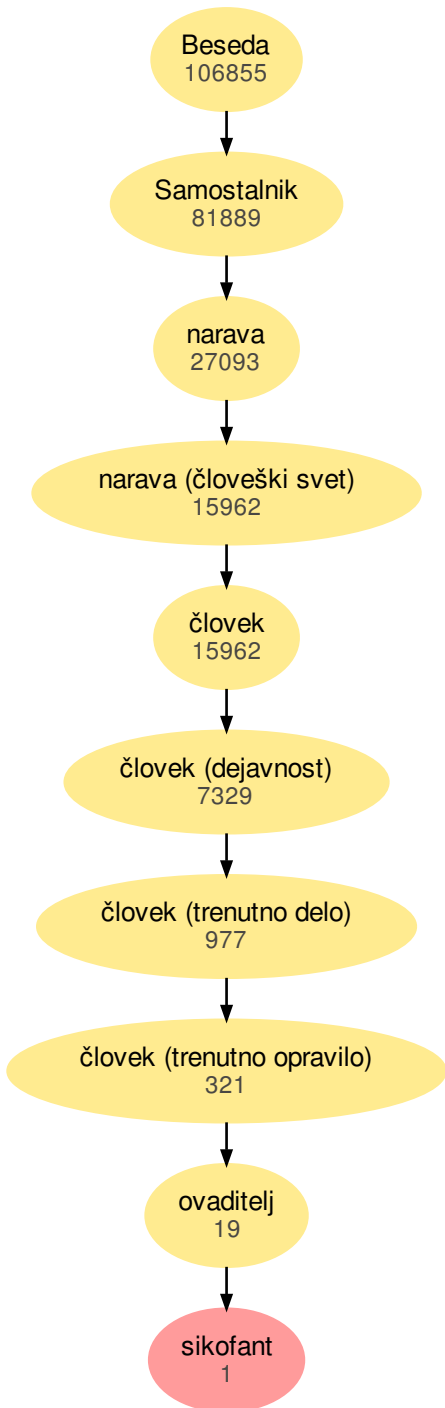 Beseda
106855
Samostalnik
81889
narava
27093
narava (človeški svet)
15962
človek
15962
človek (dejavnost)
7329
človek (trenutno delo)
977
človek (trenutno opravilo)
321
ovaditelj
19
sikofant
1